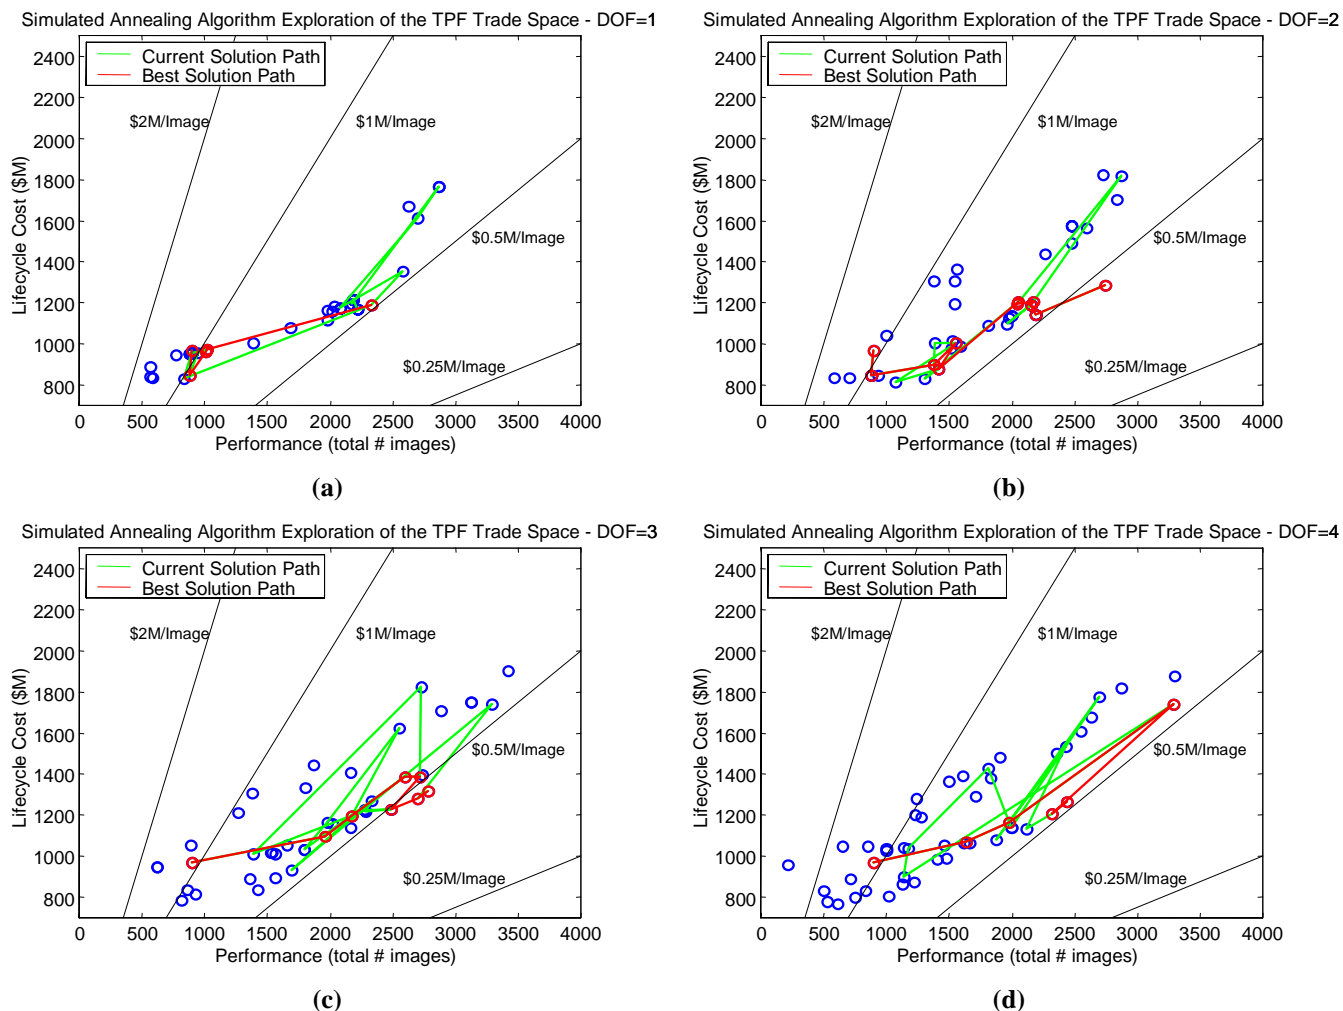 Simulated Annealing Algorithm Exploration of the TPF Trade Space - DOF=1
2400
2200
2000
1800
1600
1400
1200
1000
800
Lifecycle Cost ($M)
Current Solution Path
Best Solution Path
$2M/Image
$1M/Image
$0.5M/Image
$0.25M/Image
0 500 1000 1500 2000 2500 3000 3500 4000
Performance (total # images)
(a)
Simulated Annealing Algorithm Exploration of the TPF Trade Space - DOF=2
2400
2200
2000
1800
1600
1400
1200
1000
800
Lifecycle Cost ($M)
Current Solution Path
Best Solution Path
$2M/Image
$1M/Image
$0.5M/Image
$0.25M/Image
0 500 1000 1500 2000 2500 3000 3500 4000
Performance (total # images)
(b)
Simulated Annealing Algorithm Exploration of the TPF Trade Space - DOF=3
2400
2200
2000
1800
1600
1400
1200
1000
800
Lifecycle Cost ($M)
Current Solution Path
Best Solution Path
$2M/Image
$1M/Image
$0.5M/Image
$0.25M/Image
0 500 1000 1500 2000 2500 3000 3500 4000
Performance (total # images)
(c)
Simulated Annealing Algorithm Exploration of the TPF Trade Space - DOF=4
2400
2200
2000
1800
1600
1400
1200
1000
800
Lifecycle Cost ($M)
Current Solution Path
Best Solution Path
$2M/Image
$1M/Image
$0.5M/Image
$0.25M/Image
0 500 1000 1500 2000 2500 3000 3500 4000
Performance (total # images)
(d)